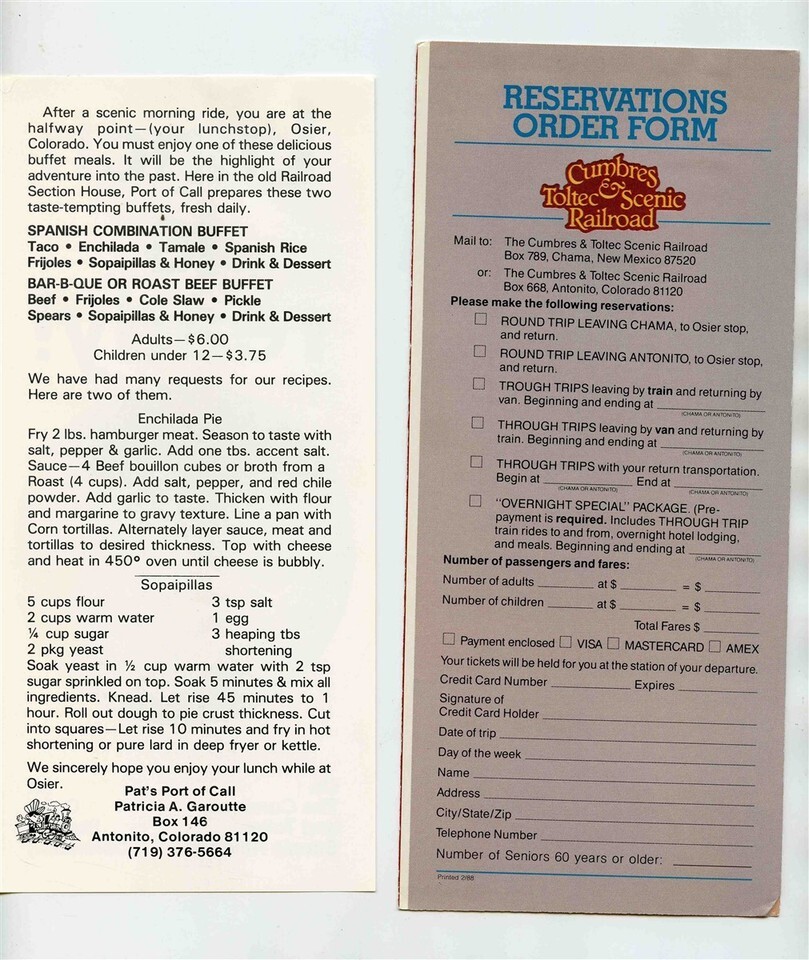 After a scenic morning ride, you are at the
halfway point—(your lunchstop), Osier,
Colorado. You must enjoy one of these delicious
buffet meals. It will be the highlight of your
adventure into the past. Here in the old Railroad
Section House, Port of Call prepares these two
taste-tempting buffets, fresh daily.
SPANISH COMBINATION BUFFET
Taco • Enchilada • Tamale • Spanish Rice
Frijoles • Sopaipillas & Honey • Drink & Dessert
BAR-B-QUE OR ROAST BEEF BUFFET
Beef • Frijoles • Cole Slaw • Pickle
Spears • Sopaipillas & Honey • Drink & Dessert
Adults—$6.00
Children under 12—$3.75
We have had many requests for our recipes.
Here are two of them.
Enchilada Pie
Fry 2 lbs. hamburger meat. Season to taste with
salt, pepper & garlic. Add one tbs. accent salt.
Sauce—4 Beef bouillon cubes or broth from a
Roast (4 cups). Add salt, pepper, and red chile
powder. Add garlic to taste. Thicken with flour
and margarine to gravy texture. Line a pan with
Corn tortillas. Alternately layer sauce, meat and
tortillas to desired thickness. Top with cheese
and heat in 450° oven until cheese is bubbly.
Sopaipillas
5 cups flour 3 tsp salt
2 cups warm water 1 egg
¼ cup sugar 3 heaping tbs
2 pkg yeast shortening
Soak yeast in ½ cup warm water with 2 tsp
sugar sprinkled on top. Soak 5 minutes & mix all
ingredients. Knead. Let rise 45 minutes to 1
hour. Roll out dough to pie crust thickness. Cut
into squares—Let rise 10 minutes and fry in hot
shortening or pure lard in deep fryer or kettle.
We sincerely hope you enjoy your lunch while at
Osier.
Pat's Port of Call
Patricia A. Garoutte
Box 146
Antonito, Colorado 81120
(719) 376-5664
RESERVATIONS
ORDER FORM
Cumbres
&
Toltec Scenic
Railroad
Mail to: The Cumbres & Toltec Scenic Railroad
Box 789, Chama, New Mexico 87520
or: The Cumbres & Toltec Scenic Railroad
Box 668, Antonito, Colorado 81120
Please make the following reservations:
ROUND TRIP LEAVING CHAMA, to Osier stop,
and return.
ROUND TRIP LEAVING ANTONITO, to Osier stop,
and return.
TROUGH TRIPS leaving by train and returning by
van. Beginning and ending at
(CHAMA OR ANTONITO)
THROUGH TRIPS leaving by van and returning by
train. Beginning and ending at
(CHAMA OR ANTONITO)
THROUGH TRIPS with your return transportation.
Begin at End at
(CHAMA OR ANTONITO) (CHAMA OR ANTONITO)
"OVERNIGHT SPECIAL" PACKAGE. (Pre-
payment is required. Includes THROUGH TRIP
train rides to and from, overnight hotel lodging,
and meals. Beginning and ending at
(CHAMA OR ANTONITO)
Number of passengers and fares:
Number of adults at $ = $
Number of children at $ = $
Total Fares $
Payment enclosed VISA MASTERCARD AMEX
Your tickets will be held for you at the station of your departure.
Credit Card Number Expires
Signature of
Credit Card Holder
Date of trip
Day of the week
Name
Address
City/State/Zip
Telephone Number
Number of Seniors 60 years or older:
Printed 2/88